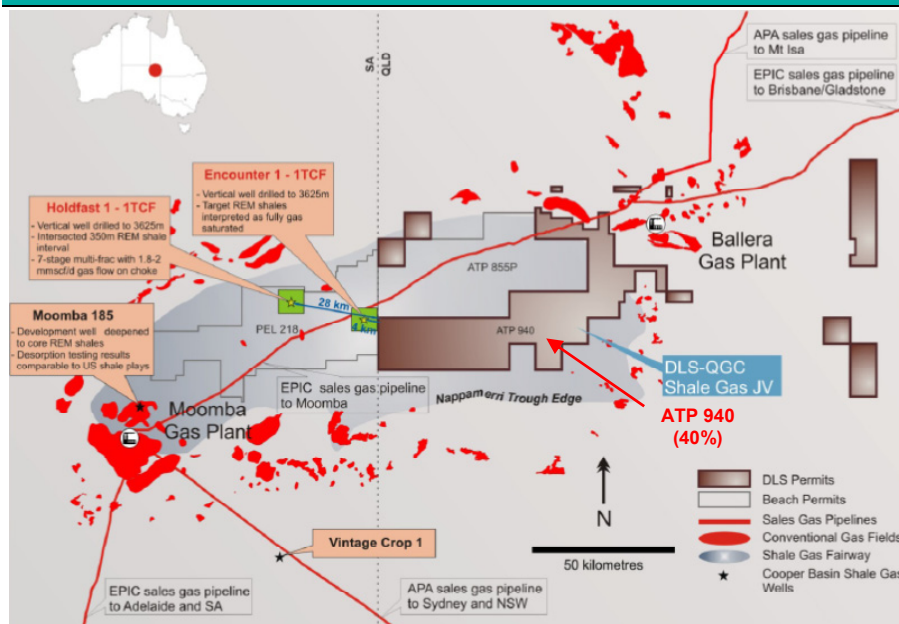 APA sales gas pipeline
to Mt Isa
EPIC sales gas pipeline
to Brisbane/Gladstone
SA
QLD
Encounter 1 - 1TCF
- Vertical well drilled to 3625m
- Target REM shales
interpreted as fully gas
saturated
Holdfast 1 - 1TCF
- Vertical well drilled to 3625m
- Intersected 350m REM shale
interval
- 7-stage multi-frac with 1.8-2
mmscf/d gas flow on choke
Moomba 185
- Development well deepened
to core REM shales
- Desorption testing results
comparable to US shale plays
Ballera
Gas Plant
ATP 855P
28 km
4 km
PEL 218
ATP 940
DLS-QGC
Shale Gas JV
EPIC sales gas pipeline
to Moomba
Nappamerri Trough Edge
ATP 940
(40%)
Moomba
Gas Plant
N
50 kilometres
DLS Permits
Beach Permits
Sales Gas Pipelines
Conventional Gas Fields
Shale Gas Fairway
Cooper Basin Shale Gas
Wells
Vintage Crop 1
EPIC sales gas pipeline
to Adelaide and SA
APA sales gas pipeline
to Sydney and NSW